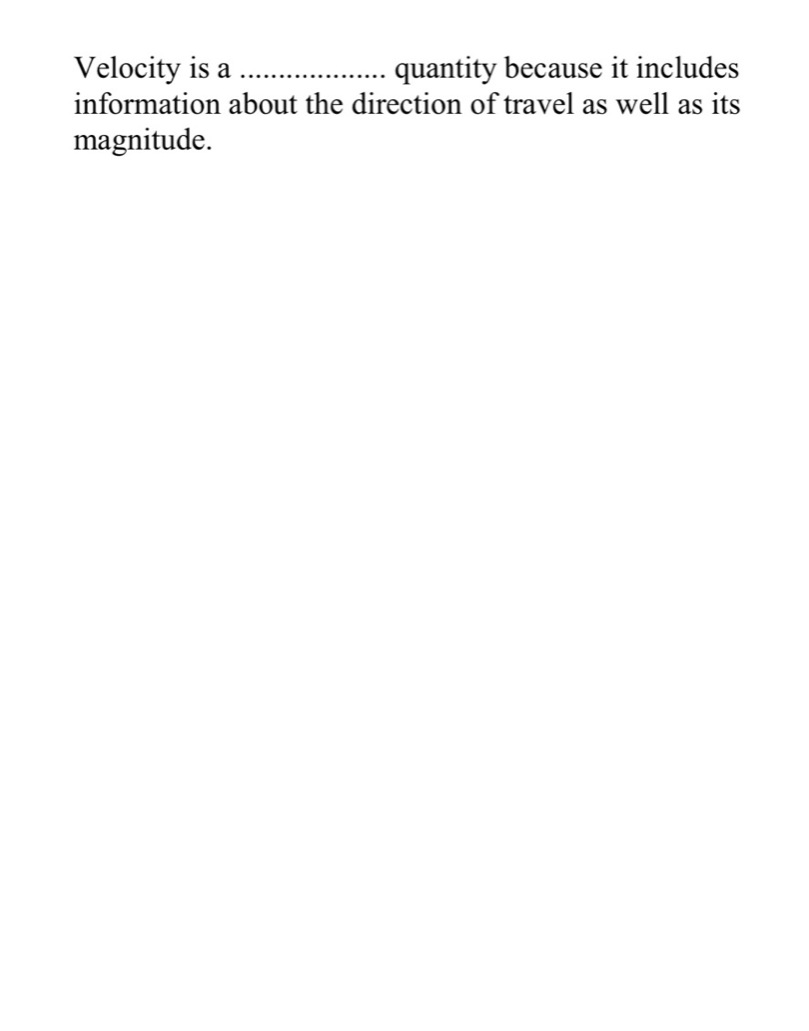 Velocity is a ................... quantity because it includes
information about the direction of travel as well as its
magnitude.